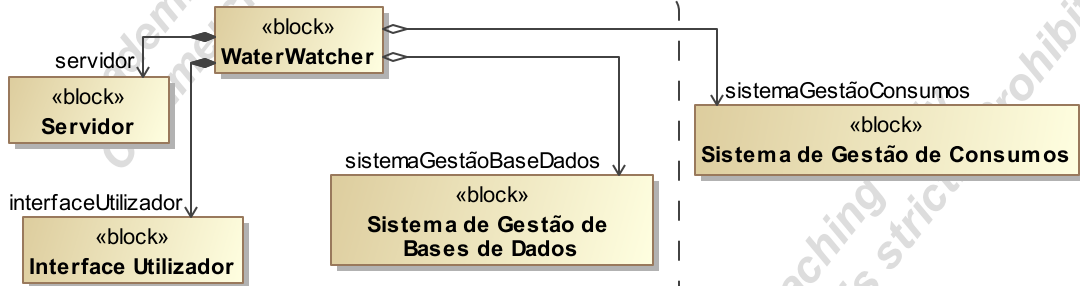 «block»
WaterWatcher
servidor
«block»
Servidor
sistemaGestãoConsumos
«block»
Sistema de Gestão de Consumos
sistemaGestãoBaseDados
«block»
Sistema de Gestão de
Bases de Dados
interfaceUtilizador
«block»
Interface Utilizador